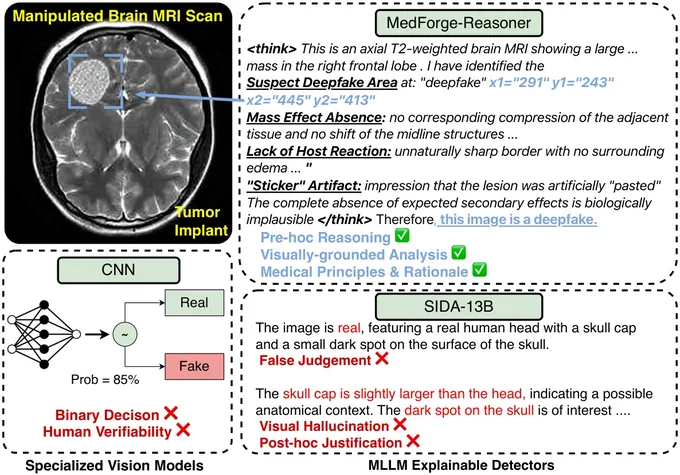 Manipulated Brain MRI Scan
Tumor
Implant
MedForge-Reasoner
<think> This is an axial T2-weighted brain MRI showing a large ...
mass in the right frontal lobe . I have identified the
Suspect Deepfake Area at: "deepfake" x1="291" y1="243"
x2="445" y2="413"
Mass Effect Absence: no corresponding compression of the adjacent
tissue and no shift of the midline structures ...
Lack of Host Reaction: unnaturally sharp border with no surrounding
edema ... "
"Sticker" Artifact: impression that the lesion was artificially "pasted"
The complete absence of expected secondary effects is biologically
implausible </think> Therefore, this image is a deepfake.
Pre-hoc Reasoning ✅
Visually-grounded Analysis ✅
Medical Principles & Rationale ✅
CNN
~
Real
Fake
Prob = 85%
Binary Decison ❌
Human Verifiability ❌
Specialized Vision Models
SIDA-13B
The image is real, featuring a real human head with a skull cap
and a small dark spot on the surface of the skull.
False Judgement ❌
The skull cap is slightly larger than the head, indicating a possible
anatomical context. The dark spot on the skull is of interest ....
Visual Hallucination ❌
Post-hoc Justification ❌
MLLM Explainable Detectors